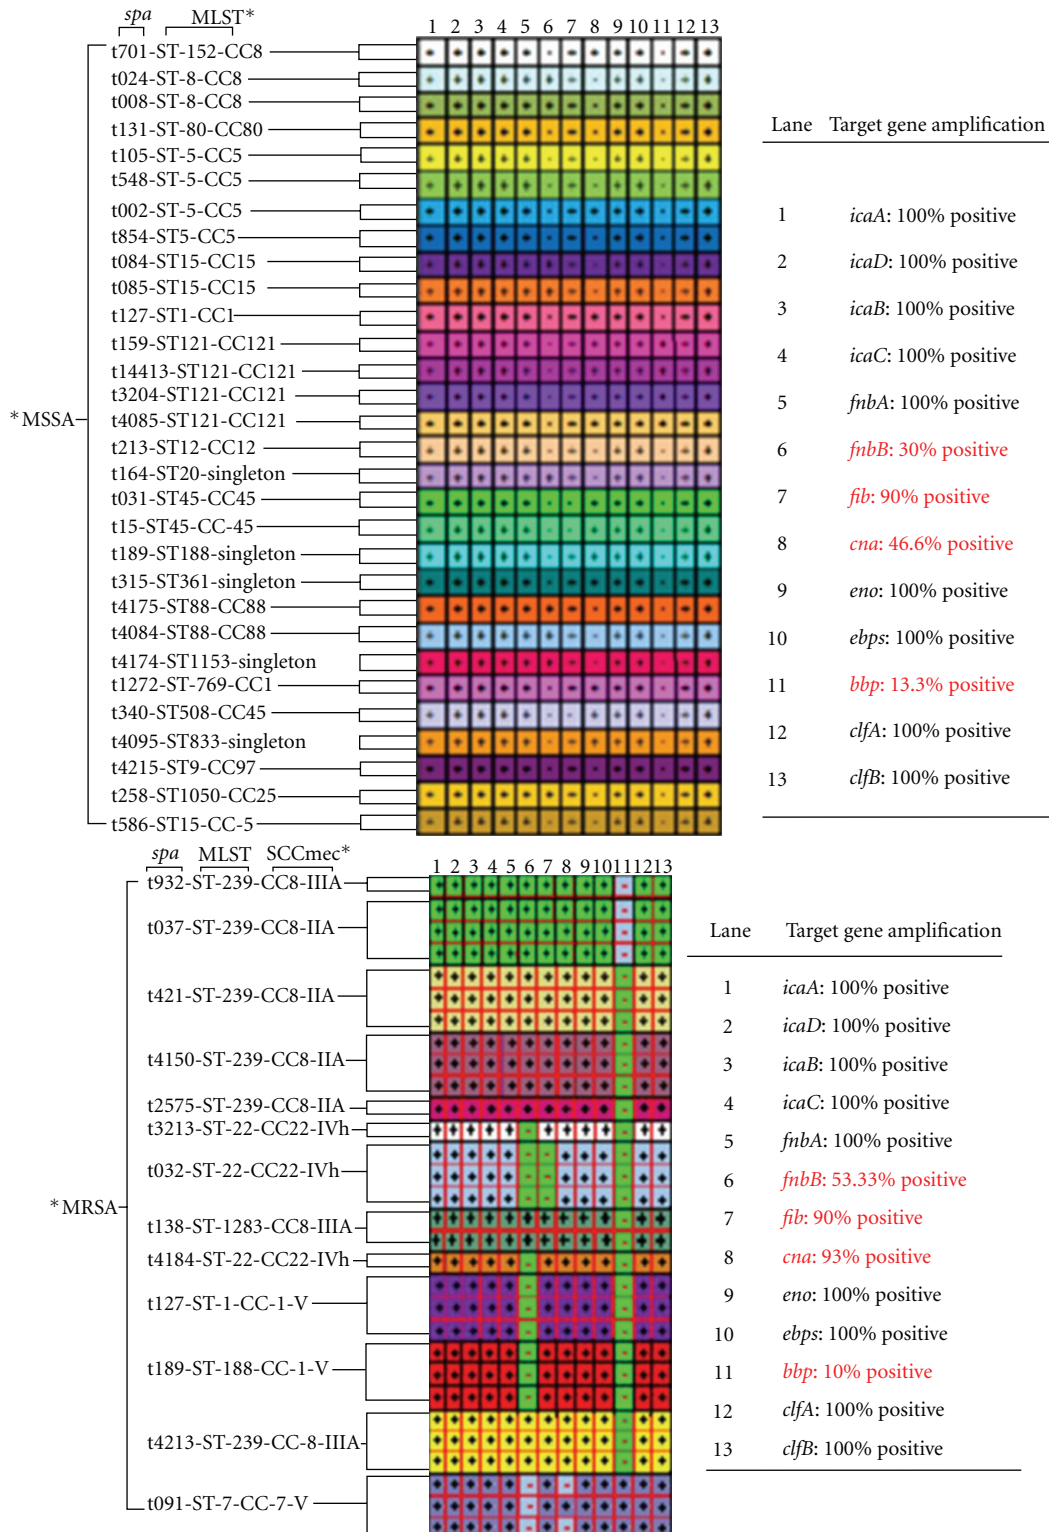 spa MLST*
1 2 3 4 5 6 7 8 9 10 11 12 13
*MSSA
t701-ST-152-CC8
t024-ST-8-CC8
t008-ST-8-CC8
t131-ST-80-CC80
t105-ST-5-CC5
t548-ST-5-CC5
t002-ST-5-CC5
t854-ST5-CC5
t084-ST15-CC15
t085-ST15-CC15
t127-ST1-CC1
t159-ST121-CC121
t14413-ST121-CC121
t3204-ST121-CC121
t4085-ST121-CC121
t213-ST12-CC12
t164-ST20-singleton
t031-ST45-CC45
t15-ST45-CC-45
t189-ST188-singleton
t315-ST361-singleton
t4175-ST88-CC88
t4084-ST88-CC88
t4174-ST1153-singleton
t1272-ST-769-CC1
t340-ST508-CC45
t4095-ST833-singleton
t4215-ST9-CC97
t258-ST1050-CC25
t586-ST15-CC-5
Lane Target gene amplification
1 icaA: 100% positive
2 icaD: 100% positive
3 icaB: 100% positive
4 icaC: 100% positive
5 fnbA: 100% positive
6 fnbB: 30% positive
7 fib: 90% positive
8 cna: 46.6% positive
9 eno: 100% positive
10 ebps: 100% positive
11 bbp: 13.3% positive
12 clfA: 100% positive
13 clfB: 100% positive
spa MLST SCCmec*
1 2 3 4 5 6 7 8 9 10 11 12 13
*MRSA
t932-ST-239-CC8-IIIA
t037-ST-239-CC8-IIA
t421-ST-239-CC8-IIA
t4150-ST-239-CC8-IIA
t2575-ST-239-CC8-IIA
t3213-ST-22-CC22-IVh
t032-ST-22-CC22-IVh
t138-ST-1283-CC8-IIIA
t4184-ST-22-CC22-IVh
t127-ST-1-CC-1-V
t189-ST-188-CC-1-V
t4213-ST-239-CC-8-IIIA
t091-ST-7-CC-7-V
Lane Target gene amplification
1 icaA: 100% positive
2 icaD: 100% positive
3 icaB: 100% positive
4 icaC: 100% positive
5 fnbA: 100% positive
6 fnbB: 53.33% positive
7 fib: 90% positive
8 cna: 93% positive
9 eno: 100% positive
10 ebps: 100% positive
11 bbp: 10% positive
12 clfA: 100% positive
13 clfB: 100% positive